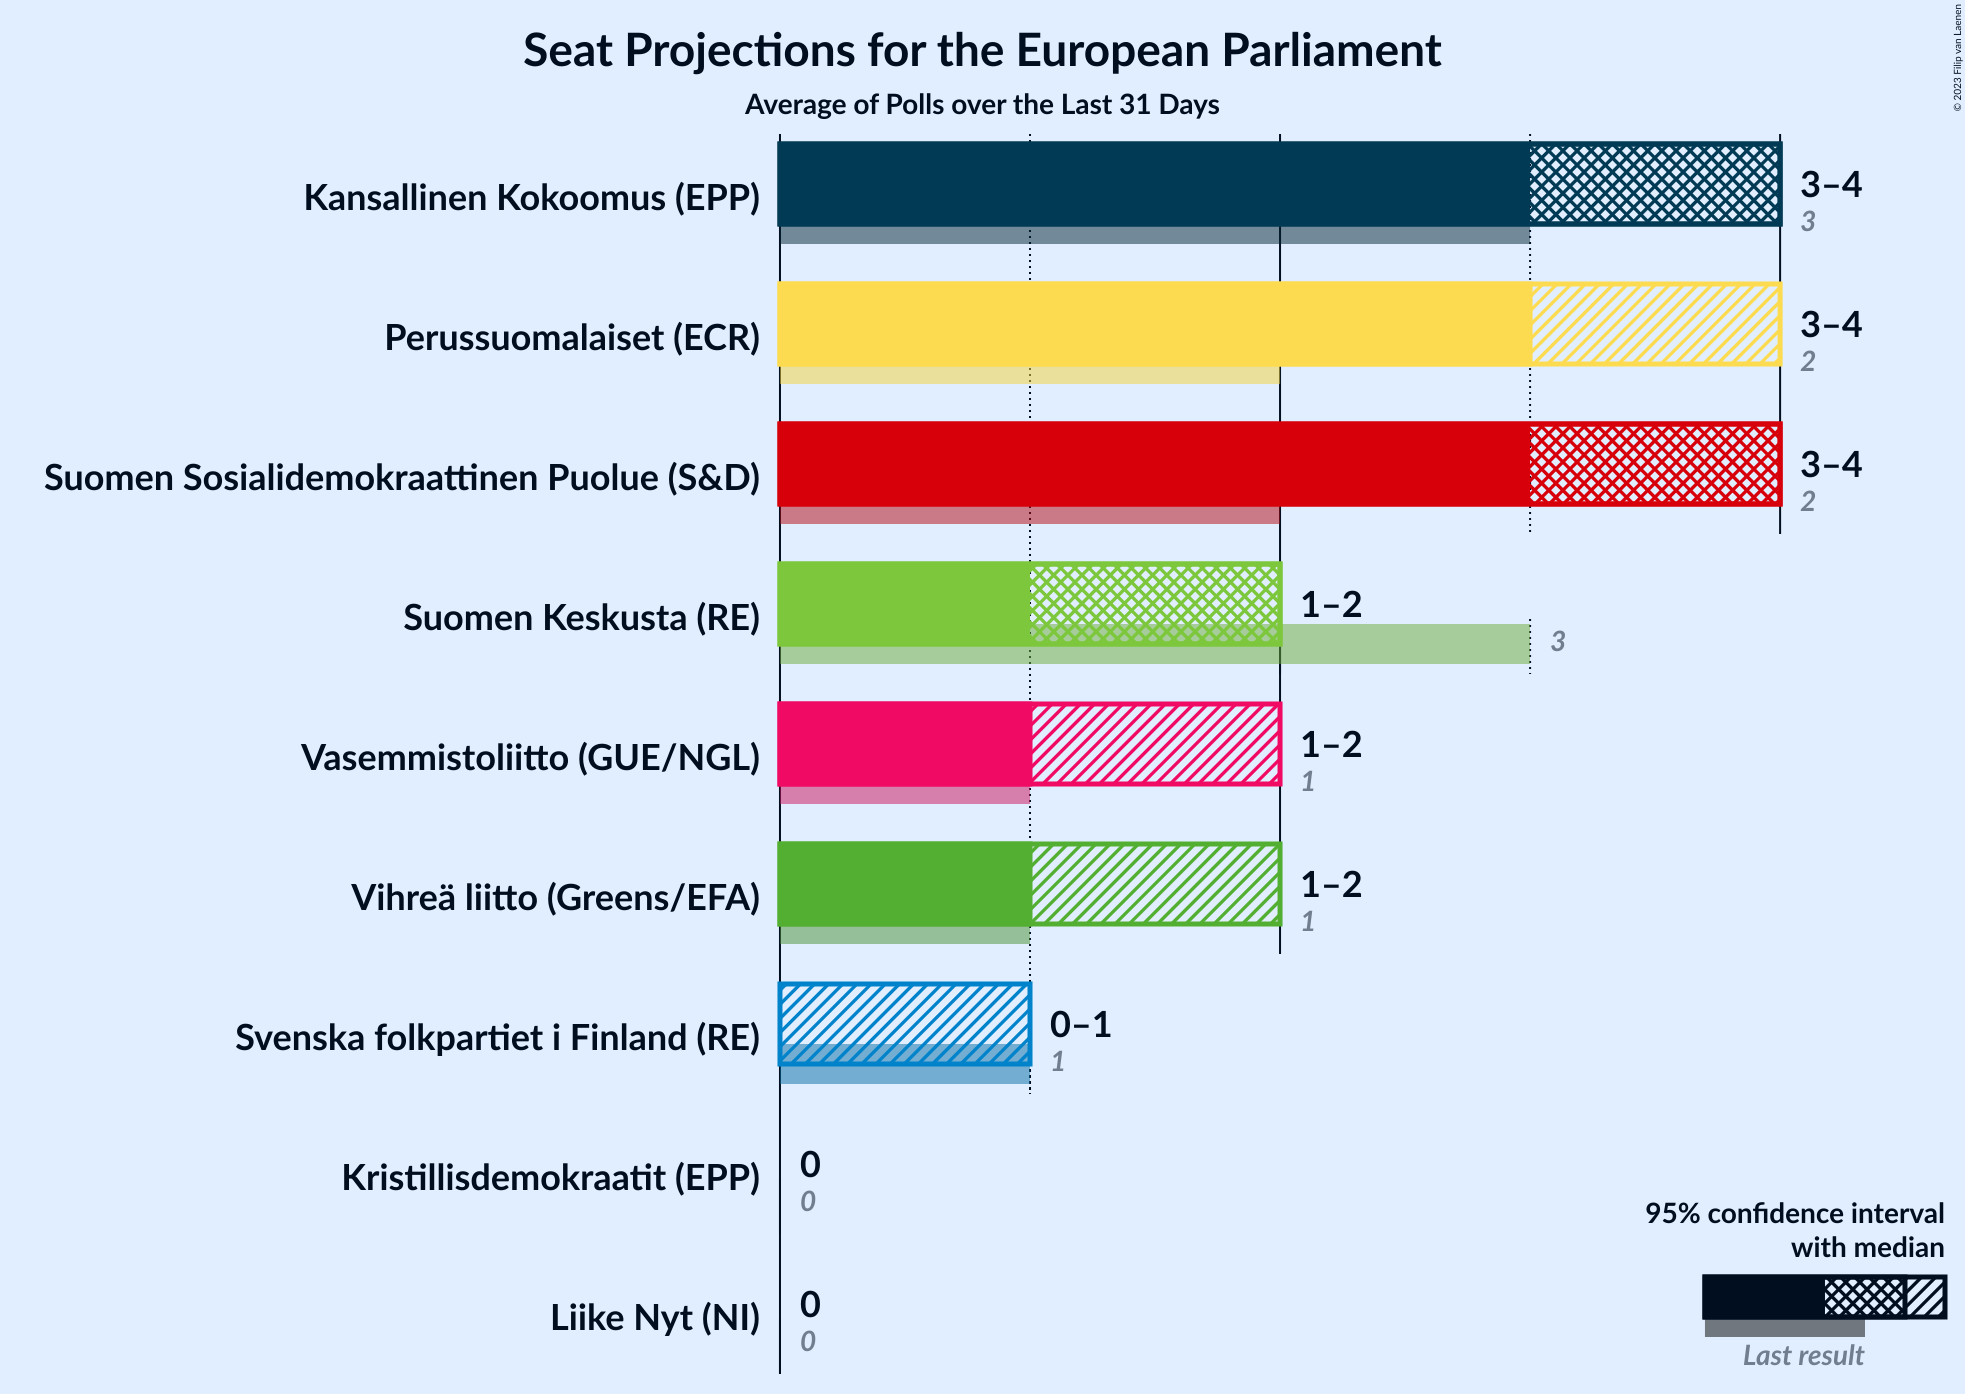 Seat Projections for the European Parliament
Average of Polls over the Last 31 Days
© 2023 Filip van Laenen
Kansallinen Kokoomus (EPP)
3–4
3
Perussuomalaiset (ECR)
3–4
2
Suomen Sosialidemokraattinen Puolue (S&D)
3–4
2
Suomen Keskusta (RE)
1–2
3
Vasemmistoliitto (GUE/NGL)
1–2
1
Vihreä liitto (Greens/EFA)
1–2
1
Svenska folkpartiet i Finland (RE)
0–1
1
Kristillisdemokraatit (EPP)
0
0
Liike Nyt (NI)
0
0
95% confidence interval
with median
Last result